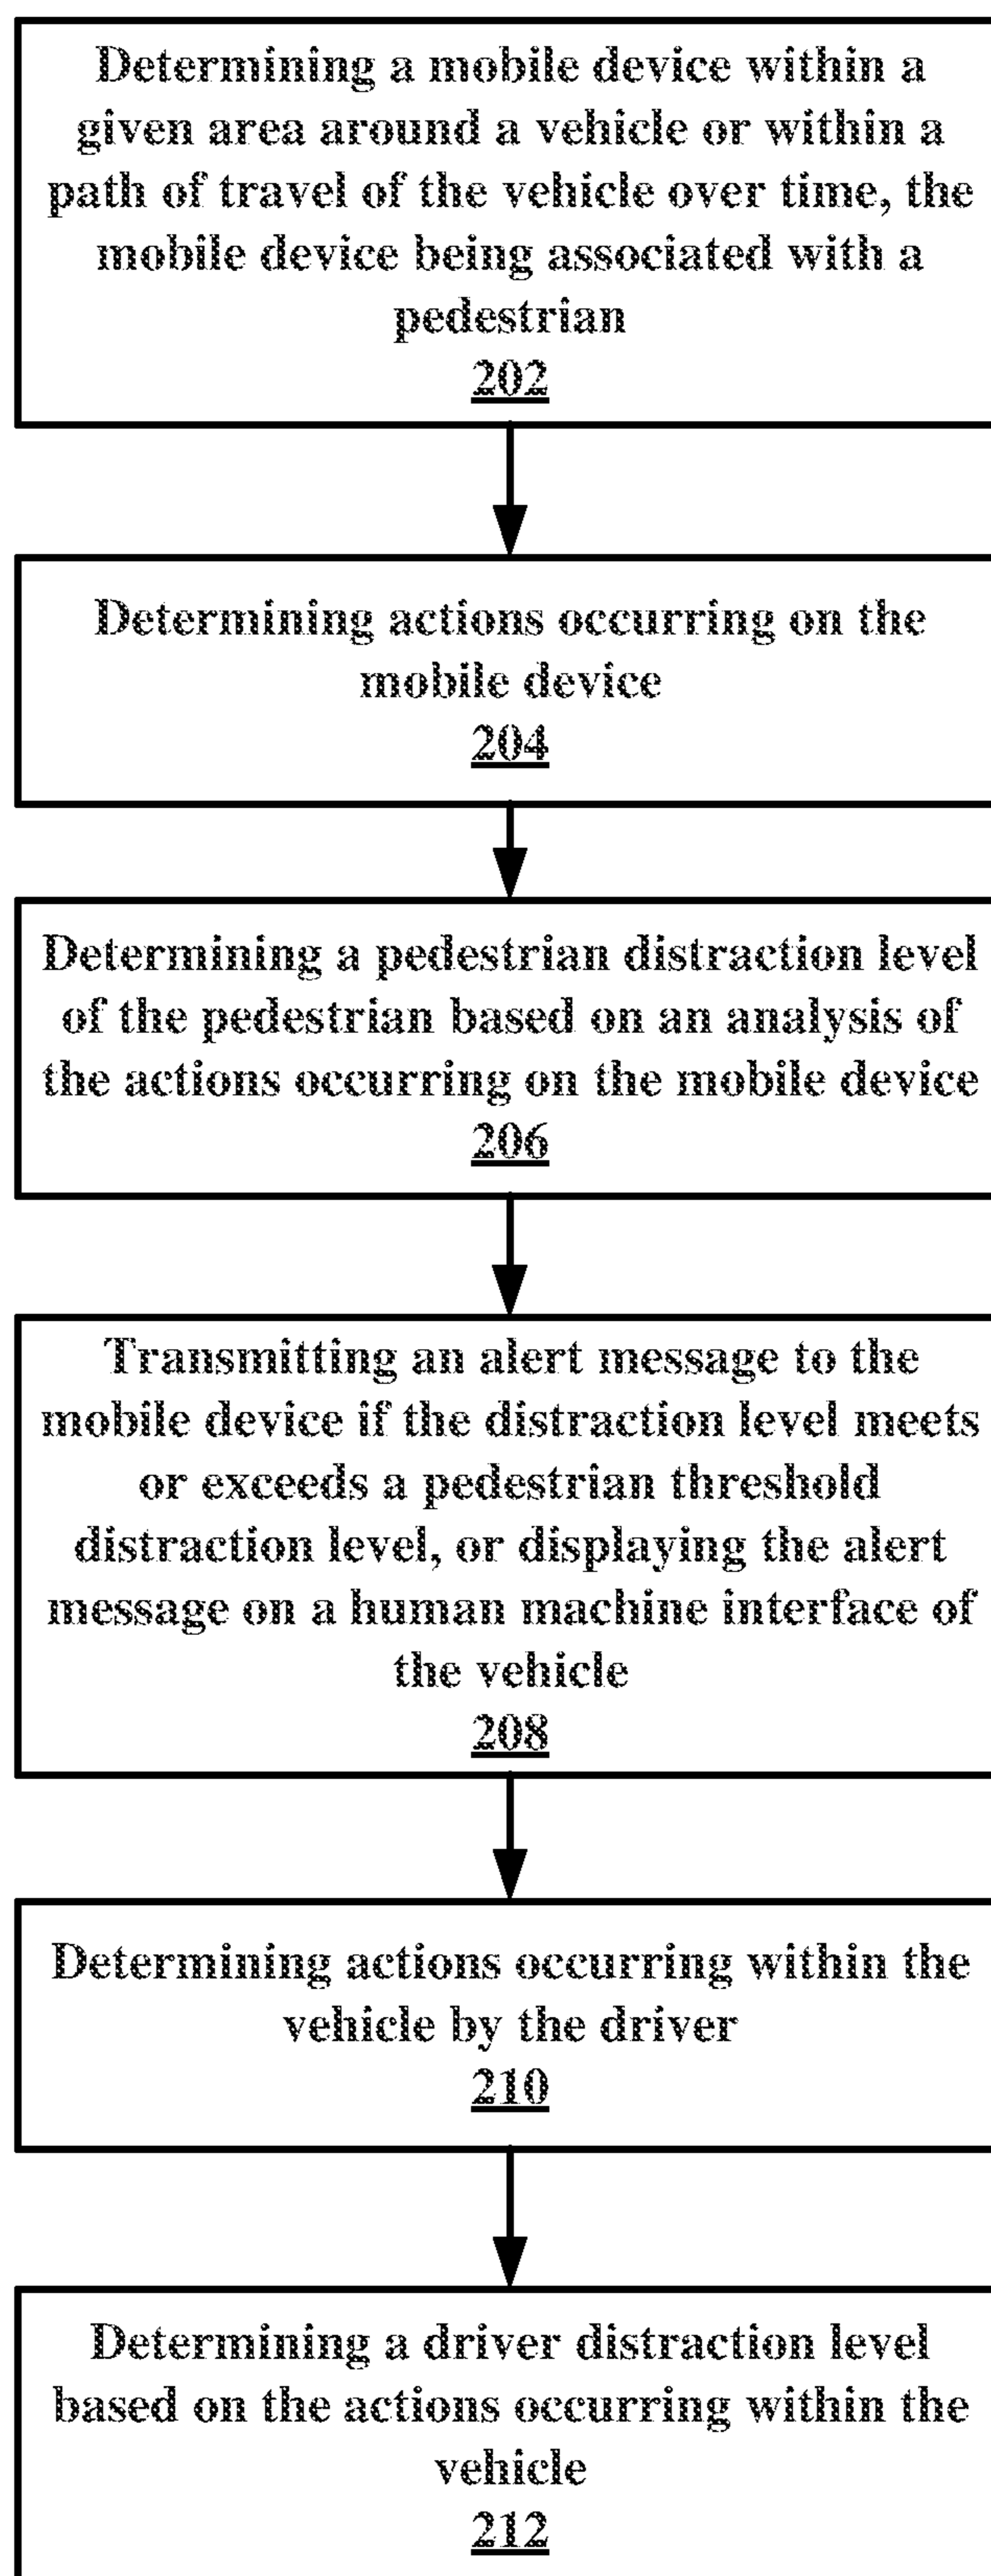 Determining a mobile device within a
given area around a vehicle or within a
path of travel of the vehicle over time, the
mobile device being associated with a
pedestrian
202
Determining actions occurring on the
mobile device
204
Determining a pedestrian distraction level
of the pedestrian based on an analysis of
the actions occurring on the mobile device
206
Transmitting an alert message to the
mobile device if the distraction level meets
or exceeds a pedestrian threshold
distraction level, or displaying the alert
message on a human machine interface of
the vehicle
208
Determining actions occurring within the
vehicle by the driver
210
Determining a driver distraction level
based on the actions occurring within the
vehicle
212